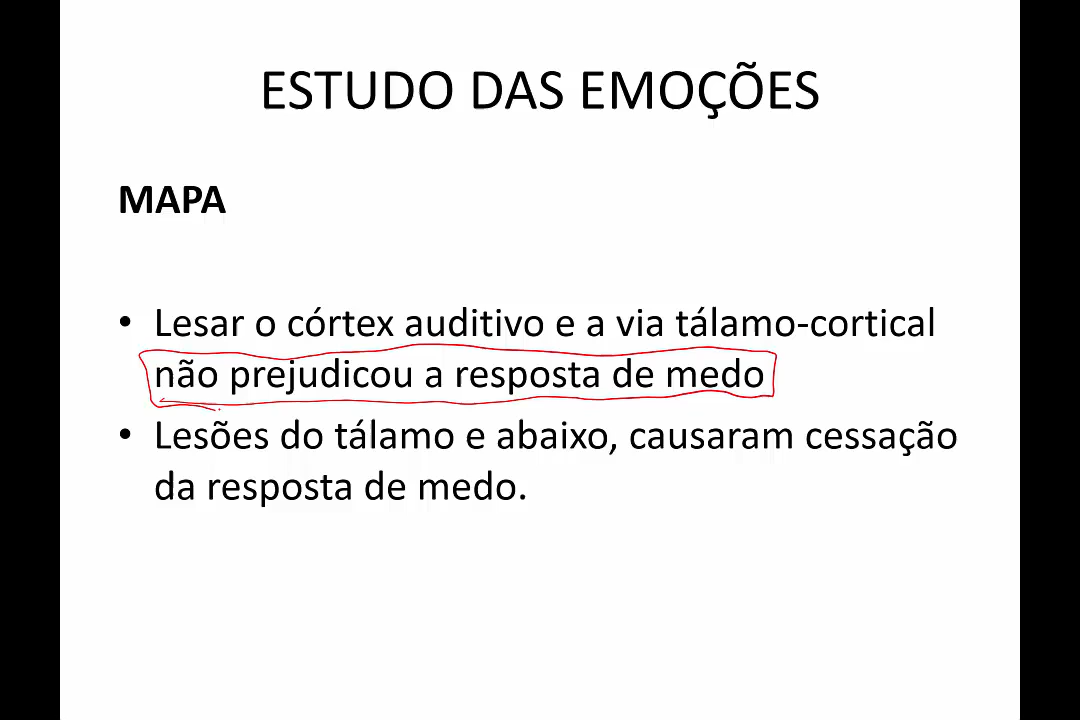 ESTUDO DAS EMOÇÕES
MAPA
• Lesar o córtex auditivo e a via tálamo-cortical
não prejudicou a resposta de medo
• Lesões do tálamo e abaixo, causaram cessação
da resposta de medo.